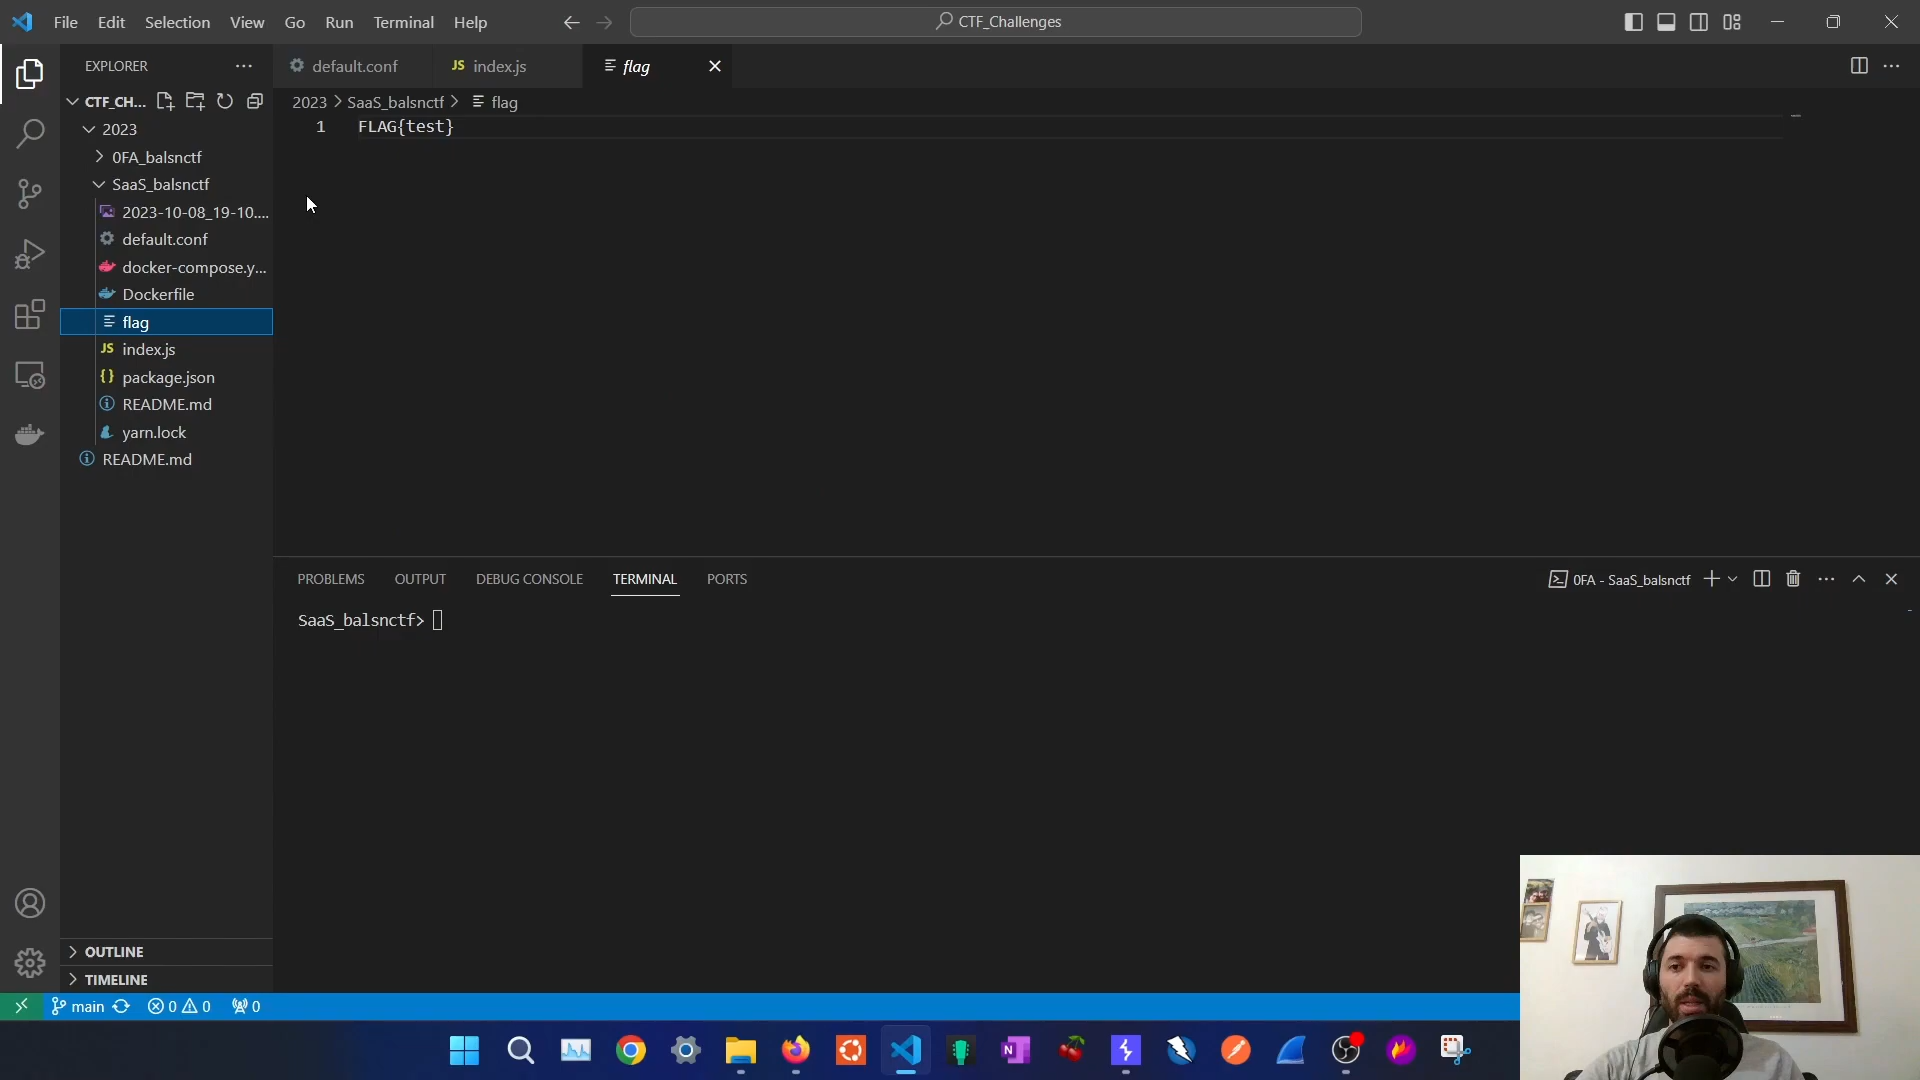 File Edit Selection View Go Run Terminal Help
CTF_Challenges
EXPLORER
default.conf
JS index.js
flag
CTF_CH...
2023 > SaaS_balsnctf > flag
2023
1 FLAG{test}
0FA_balsnctf
SaaS_balsnctf
2023-10-08_19-10....
default.conf
docker-compose.y...
Dockerfile
flag
JS index.js
{} package.json
README.md
yarn.lock
README.md
PROBLEMS OUTPUT DEBUG CONSOLE TERMINAL PORTS
0FA - SaaS_balsnctf
SaaS_balsnctf>
OUTLINE
TIMELINE
main 0 0 0